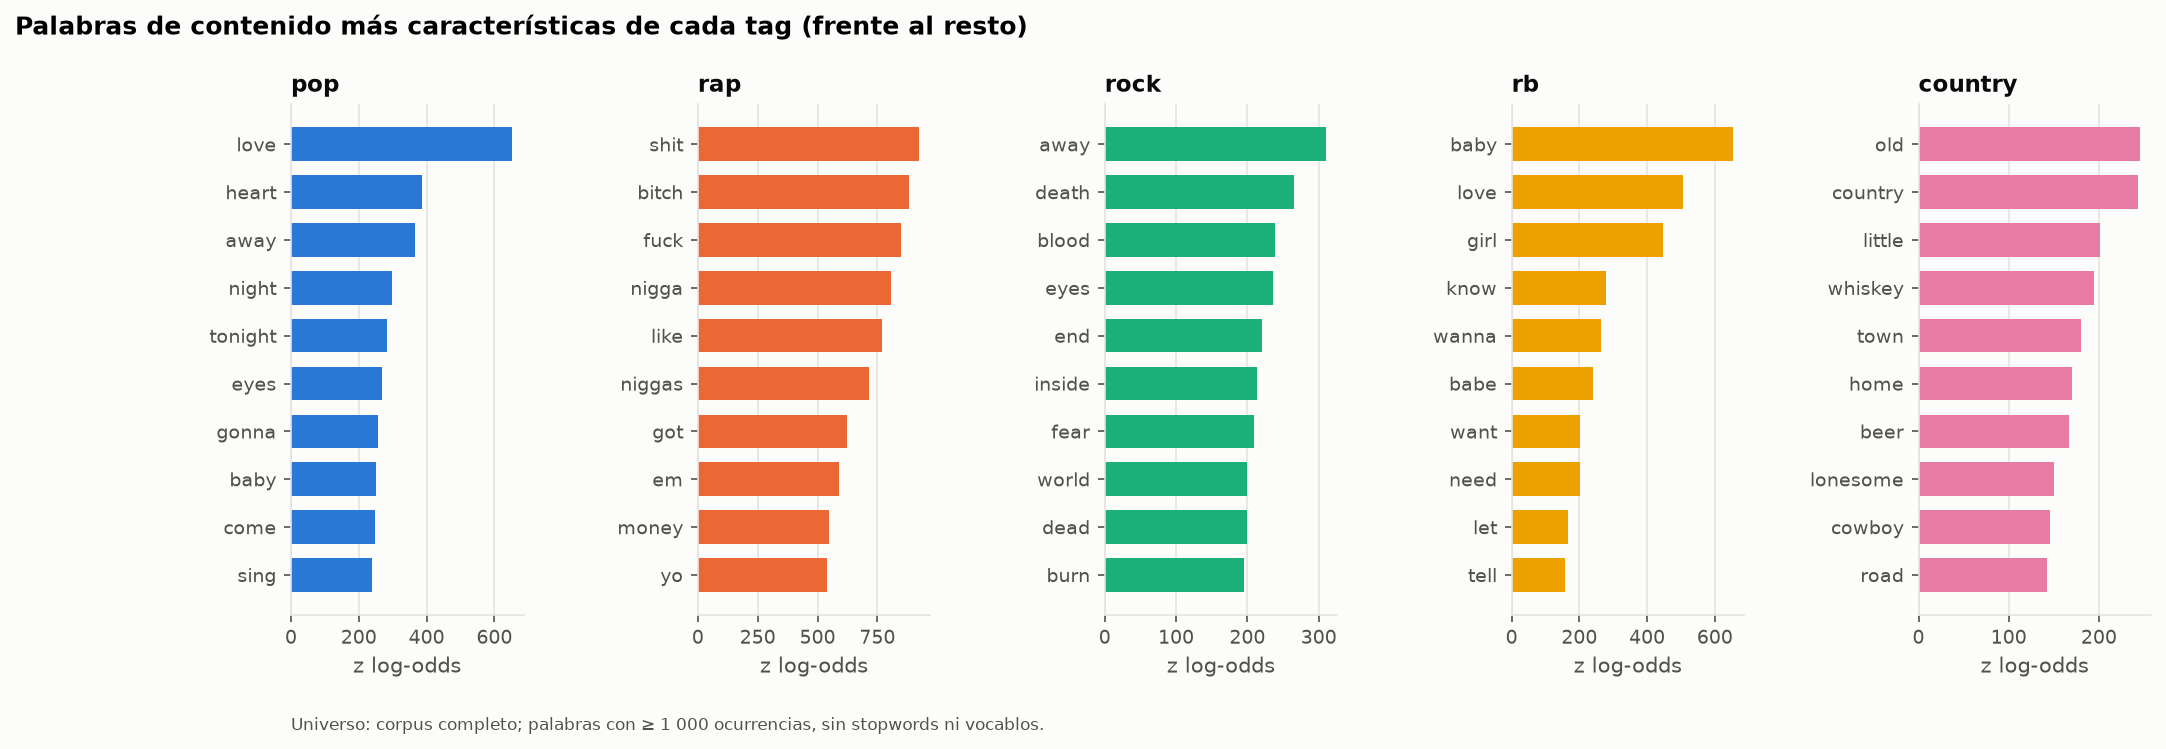 Palabras de contenido más características de cada tag (frente al resto)
pop
love
heart
away
night
tonight
eyes
gonna
baby
come
sing
0 200 400 600
z log-odds
rap
shit
bitch
fuck
nigga
like
niggas
got
em
money
yo
0 250 500 750
z log-odds
rock
away
death
blood
eyes
end
inside
fear
world
dead
burn
0 100 200 300
z log-odds
rb
baby
love
girl
know
wanna
babe
want
need
let
tell
0 200 400 600
z log-odds
country
old
country
little
whiskey
town
home
beer
lonesome
cowboy
road
0 100 200
z log-odds
Universo: corpus completo; palabras con ≥ 1 000 ocurrencias, sin stopwords ni vocablos.